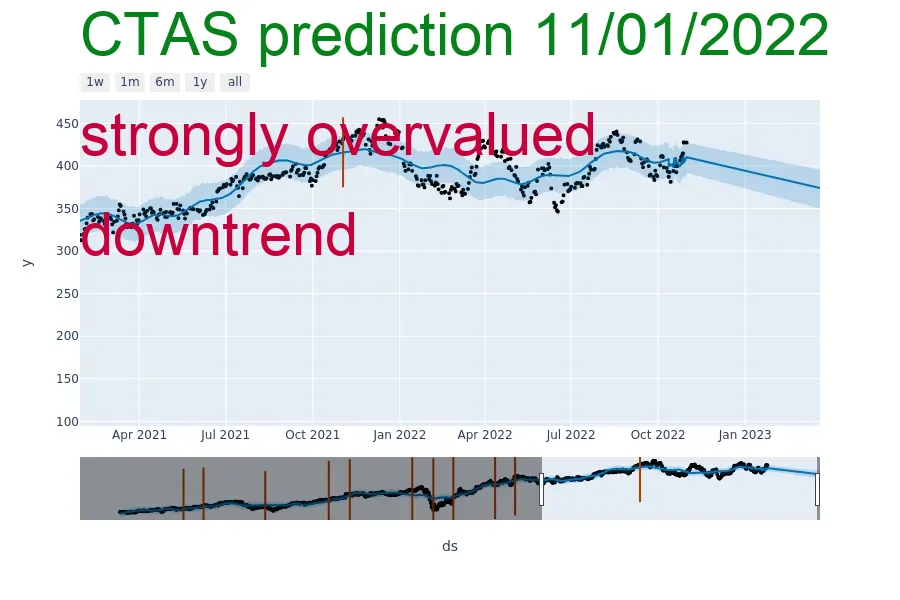 CTAS prediction 11/01/2022
1w 1m 6m 1y all
strongly overvalued
downtrend
450
400
350
300
250
200
150
100
y
Apr 2021 Jul 2021 Oct 2021 Jan 2022 Apr 2022 Jul 2022 Oct 2022 Jan 2023
ds